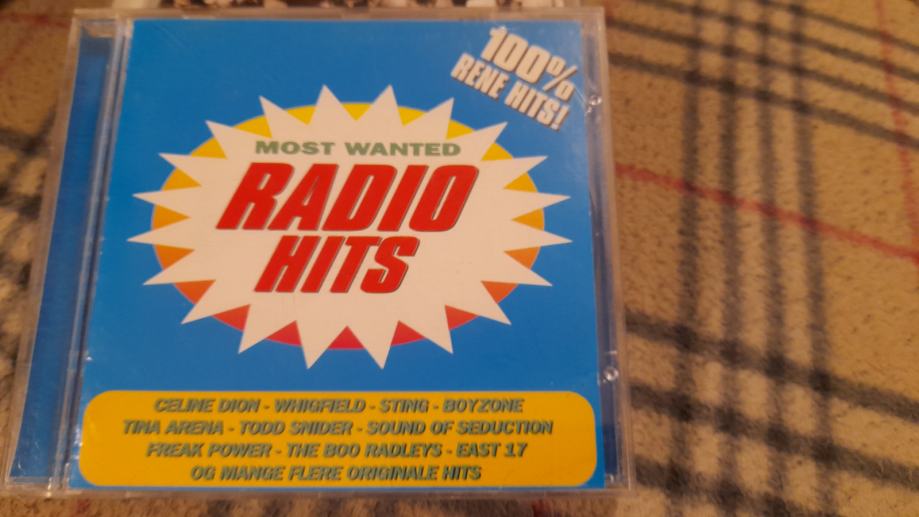 100%
RENE HITS!
MOST WANTED
RADIO
HITS
CELINE DION - WHIGFIELD - STING - BOYZONE
TINA ARENA - TODD SNIDER - SOUND OF SEDUCTION
FREAK POWER - THE BOO RADLEYS - EAST 17
OG MANGE FLERE ORIGINALE HITS